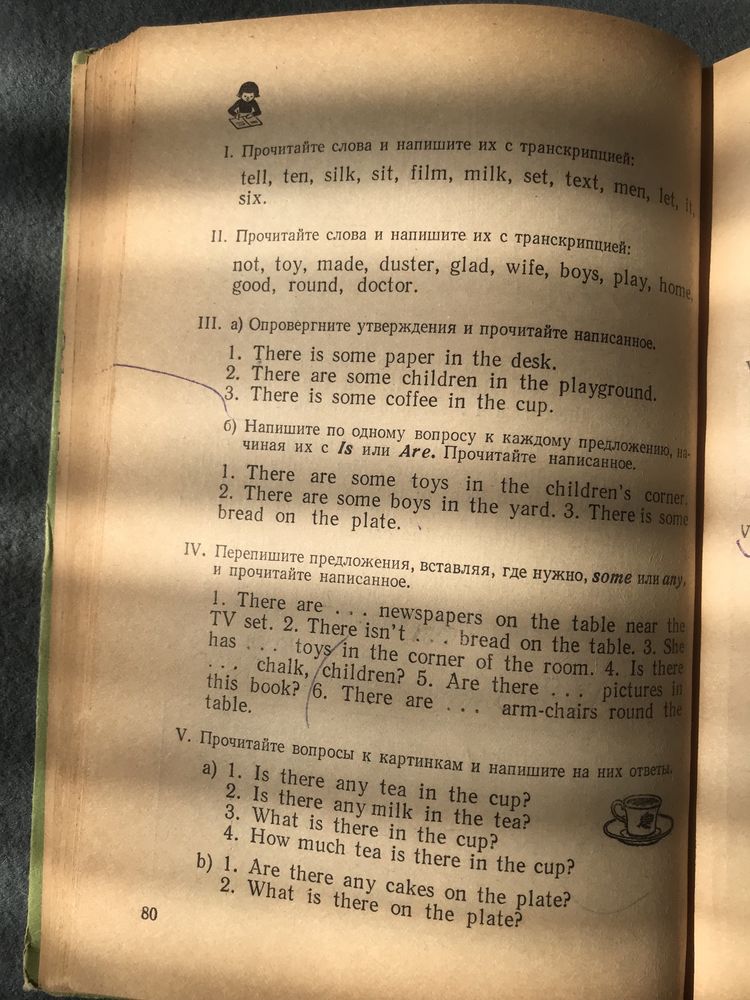 I. Прочитайте слова и напишите их с транскрипцией:
tell, ten, silk, sit, film, milk, set, text, men, let, it,
six.
II. Прочитайте слова и напишите их с транскрипцией:
not, toy, made, duster, glad, wife, boys, play, home,
good, round, doctor.
III. а) Опровергните утверждения и прочитайте написанное.
1. There is some paper in the desk.
2. There are some children in the playground.
3. There is some coffee in the cup.
б) Напишите по одному вопросу к каждому предложению, на-
чиная их с Is или Are. Прочитайте написанное.
1. There are some toys in the children's corner.
2. There are some boys in the yard. 3. There is some
bread on the plate.
IV. Перепишите предложения, вставляя, где нужно, some или any,
и прочитайте написанное.
1. There are ... newspapers on the table near the
TV set. 2. There isn't ... bread on the table. 3. She
has ... toys in the corner of the room. 4. Is there
... chalk, children? 5. Are there ... pictures in
this book? 6. There are ... arm-chairs round the
table.
V. Прочитайте вопросы к картинкам и напишите на них ответы.
a) 1. Is there any tea in the cup?
2. Is there any milk in the tea?
3. What is there in the cup?
4. How much tea is there in the cup?
b) 1. Are there any cakes on the plate?
2. What is there on the plate?
80